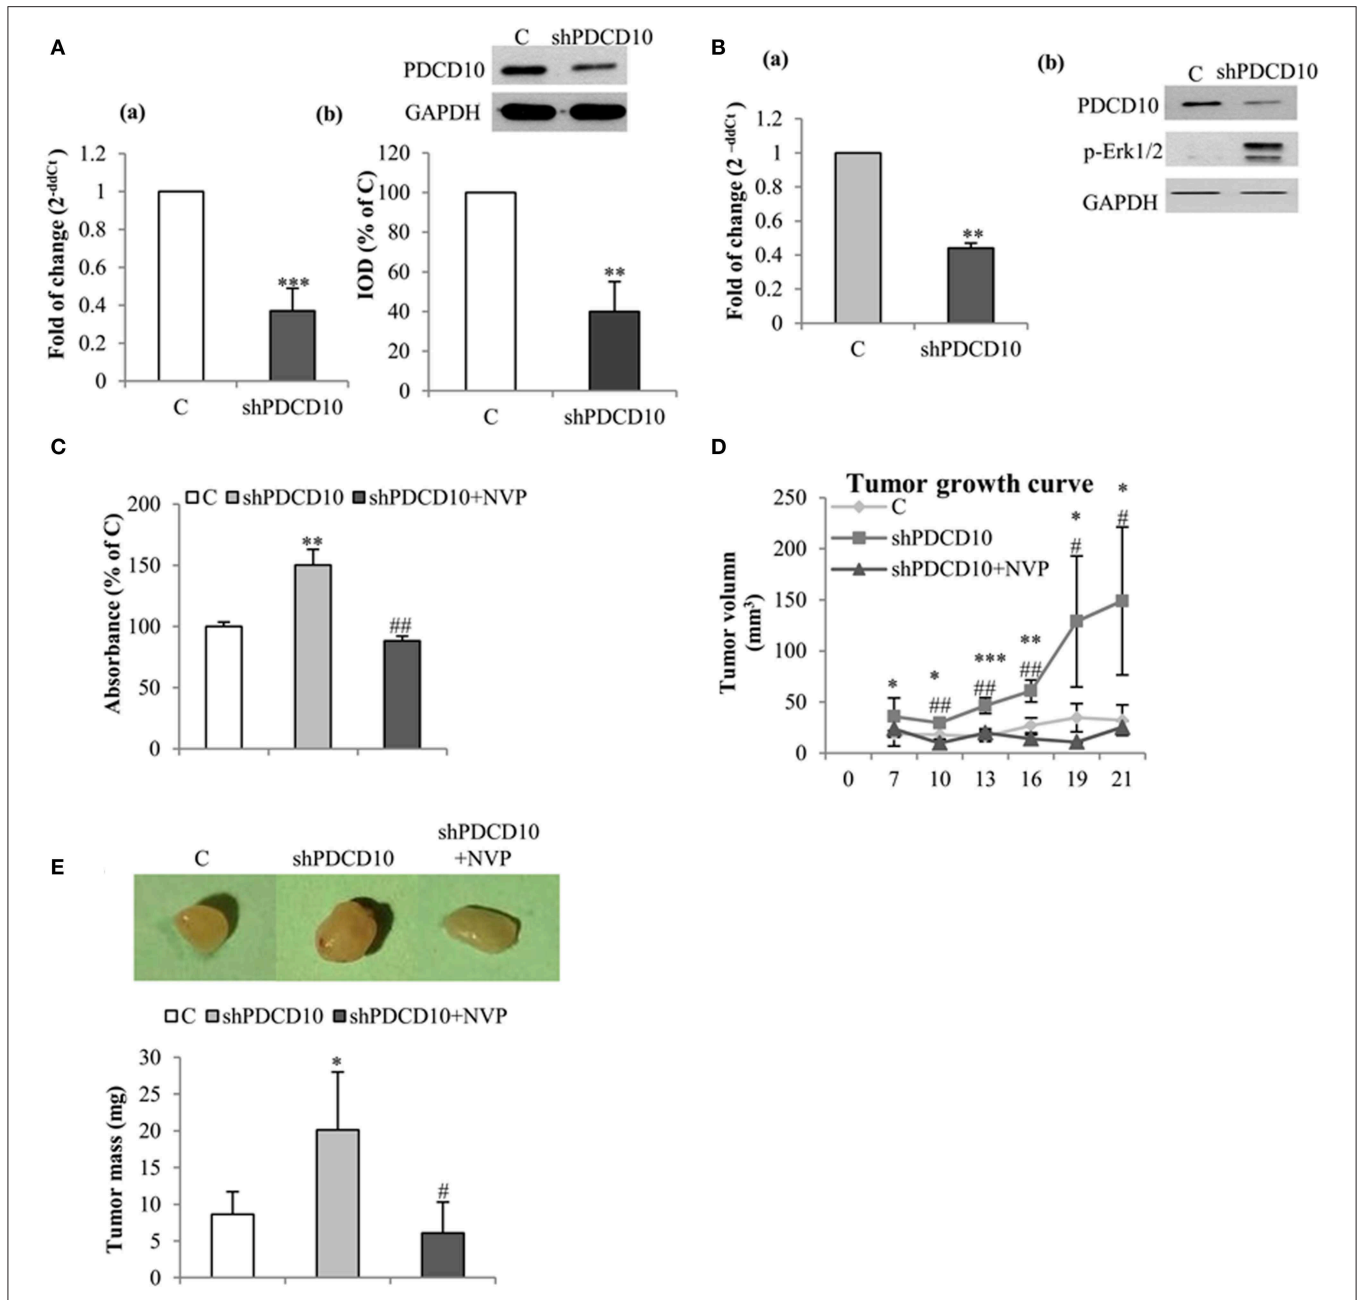 A
(a)
Fold of change (2-ddCt )
1.2
1
0.8
0.6
0.4
0.2
0
***
C shPDCD10
(b)
C shPDCD10
PDCD10
GAPDH
IOD (% of C)
120
100
80
60
40
20
0
**
C shPDCD10
B
(a)
Fold of change (2 -ddCt )
1.2
1
0.8
0.6
0.4
0.2
0
**
C shPDCD10
(b)
C shPDCD10
PDCD10
p-Erk1/2
GAPDH
C
C shPDCD10 shPDCD10+NVP
Absorbance (% of C)
200
150
100
50
0
**
##
D
Tumor growth curve
C
shPDCD10
shPDCD10+NVP
Tumor volumn
(mm3)
250
200
150
100
50
0
*
*
##
***
##
**
##
*
#
*
#
0 7 10 13 16 19 21
E
C shPDCD10 shPDCD10
+NVP
C shPDCD10 shPDCD10+NVP
Tumor mass (mg)
30
25
20
15
10
5
0
*
#